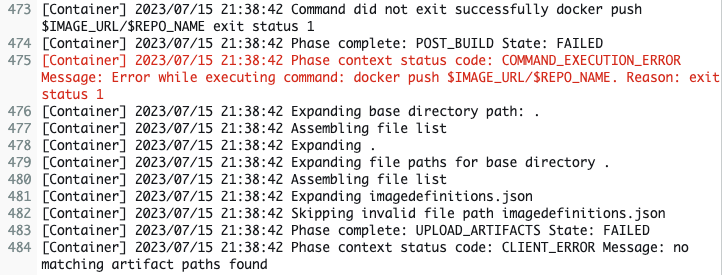 473 [Container] 2023/07/15 21:38:42 Command did not exit successfully docker push
$IMAGE_URL/$REPO_NAME exit status 1
474 [Container] 2023/07/15 21:38:42 Phase complete: POST_BUILD State: FAILED
475 [Container] 2023/07/15 21:38:42 Phase context status code: COMMAND_EXECUTION_ERROR
Message: Error while executing command: docker push $IMAGE_URL/$REPO_NAME. Reason: exit
status 1
476 [Container] 2023/07/15 21:38:42 Expanding base directory path: .
477 [Container] 2023/07/15 21:38:42 Assembling file list
478 [Container] 2023/07/15 21:38:42 Expanding .
479 [Container] 2023/07/15 21:38:42 Expanding file paths for base directory .
480 [Container] 2023/07/15 21:38:42 Assembling file list
481 [Container] 2023/07/15 21:38:42 Expanding imagedefinitions.json
482 [Container] 2023/07/15 21:38:42 Skipping invalid file path imagedefinitions.json
483 [Container] 2023/07/15 21:38:42 Phase complete: UPLOAD_ARTIFACTS State: FAILED
484 [Container] 2023/07/15 21:38:42 Phase context status code: CLIENT_ERROR Message: no
matching artifact paths found